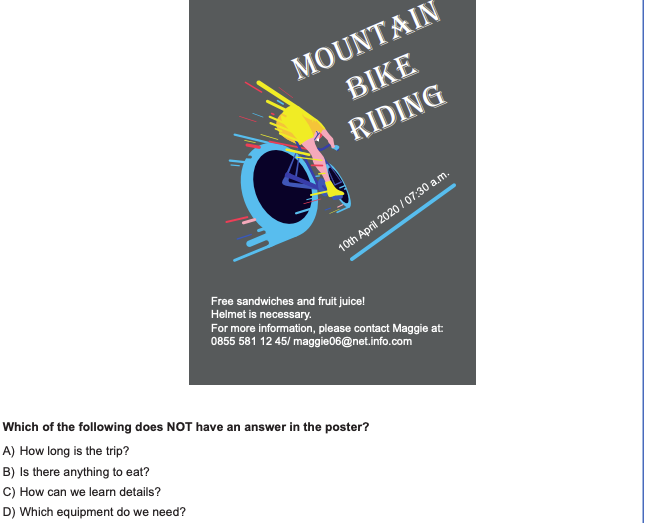 MOUNTAIN
BIKE
RIDING
10th April 2020 / 07:30 a.m.
Free sandwiches and fruit juice!
Helmet is necessary.
For more information, please contact Maggie at:
0855 581 12 45/ maggie06@net.info.com
Which of the following does NOT have an answer in the poster?
A) How long is the trip?
B) Is there anything to eat?
C) How can we learn details?
D) Which equipment do we need?